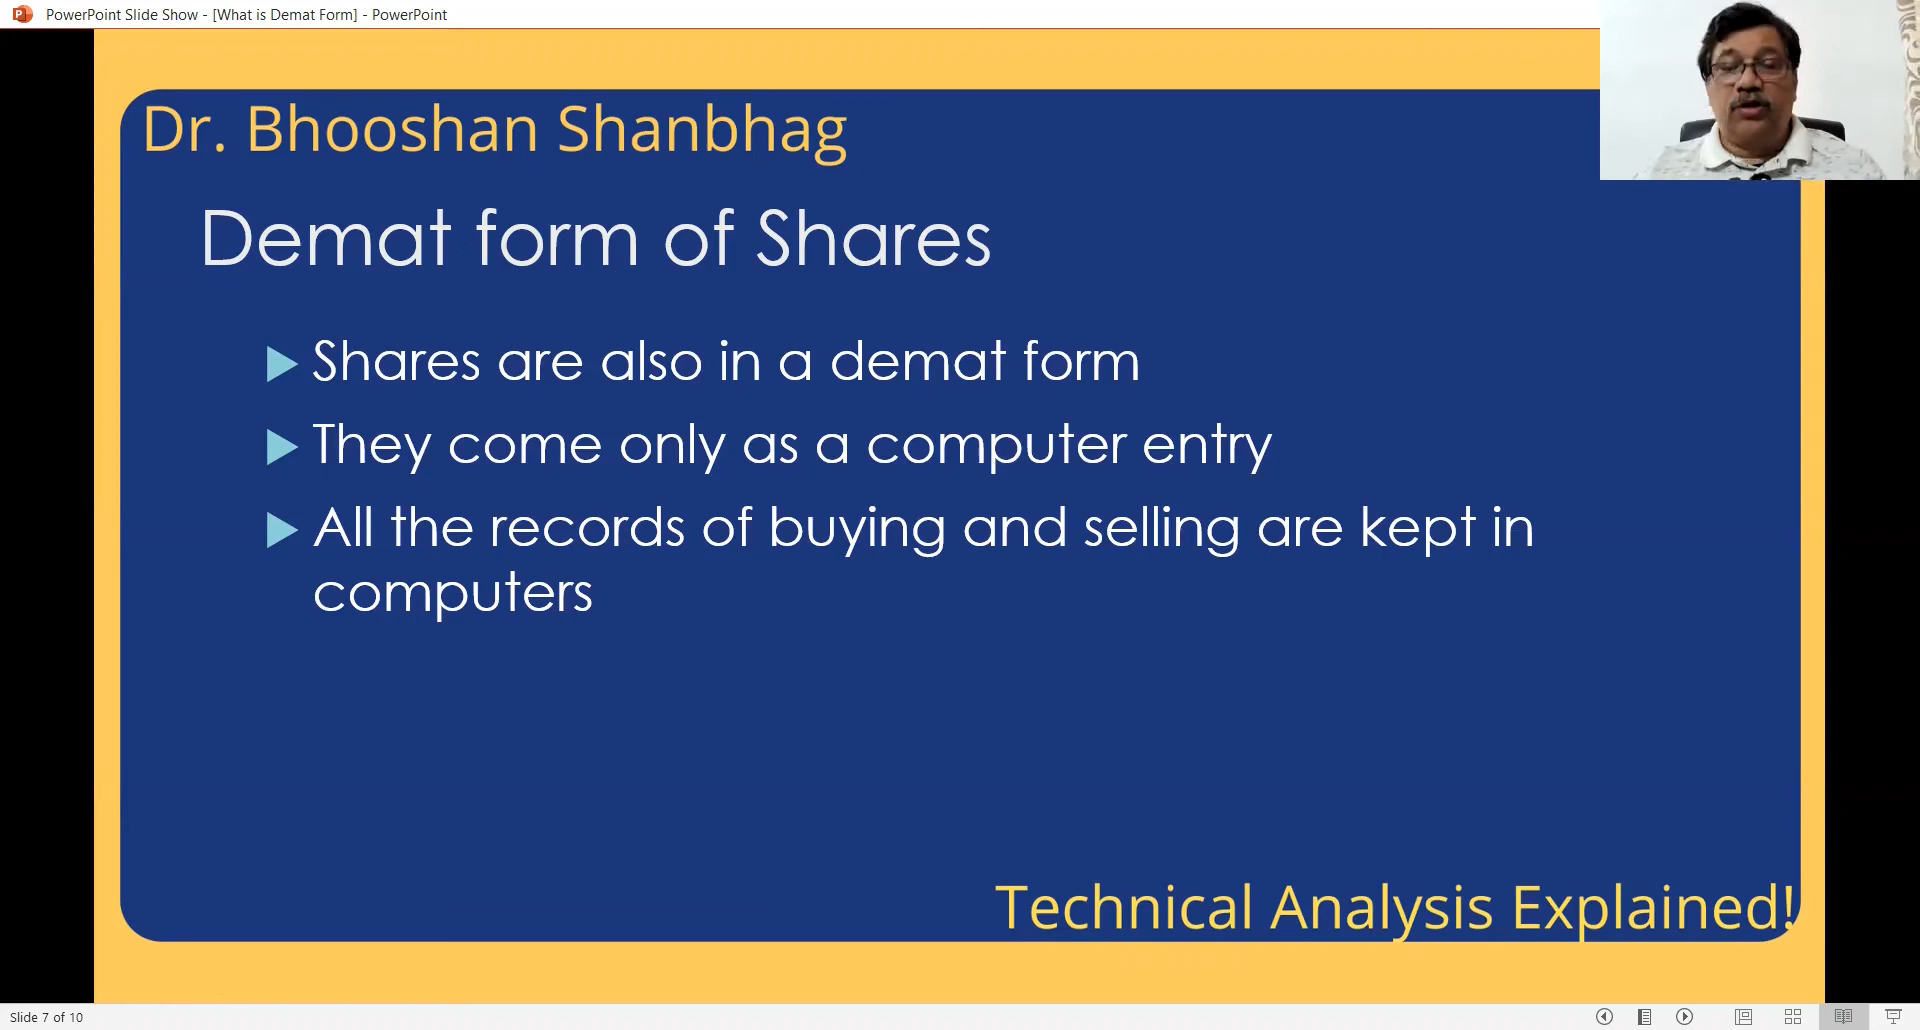 PowerPoint Slide Show - [What is Demat Form] - PowerPoint
Dr. Bhooshan Shanbhag
Demat form of Shares
Shares are also in a demat form
They come only as a computer entry
All the records of buying and selling are kept in
computers
Technical Analysis Explained!
Slide 7 of 10